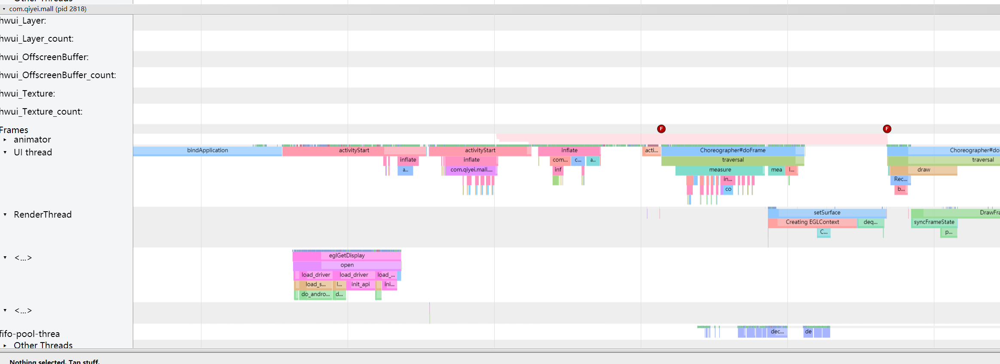 Other Threads
com.qiyei.mall (pid 2818)
hwui_Layer:
hwui_Layer_count:
hwui_OffscreenBuffer:
hwui_OffscreenBuffer_count:
hwui_Texture:
hwui_Texture_count:
Frames
F F
animator
UI thread
bindApplication activityStart activityStart inflate acti... Choreographer#doFrame Choreographer#do
inflate inflate com... c... a... traversal traversal
a... com.qiyei.mall.... inf measure mea l... draw
in... Rec...
co b...
RenderThread
setSurface DrawFra
Creating EGLContext deq... syncFrameState
C... p...
<...>
eglGetDisplay
open
load_driver load_driver load_...
load_s... l... init_api ini...
do_andro... d...
<...>
fifo-pool-threa
dec... de
Other Threads
Nothing selected. Tap stuff.